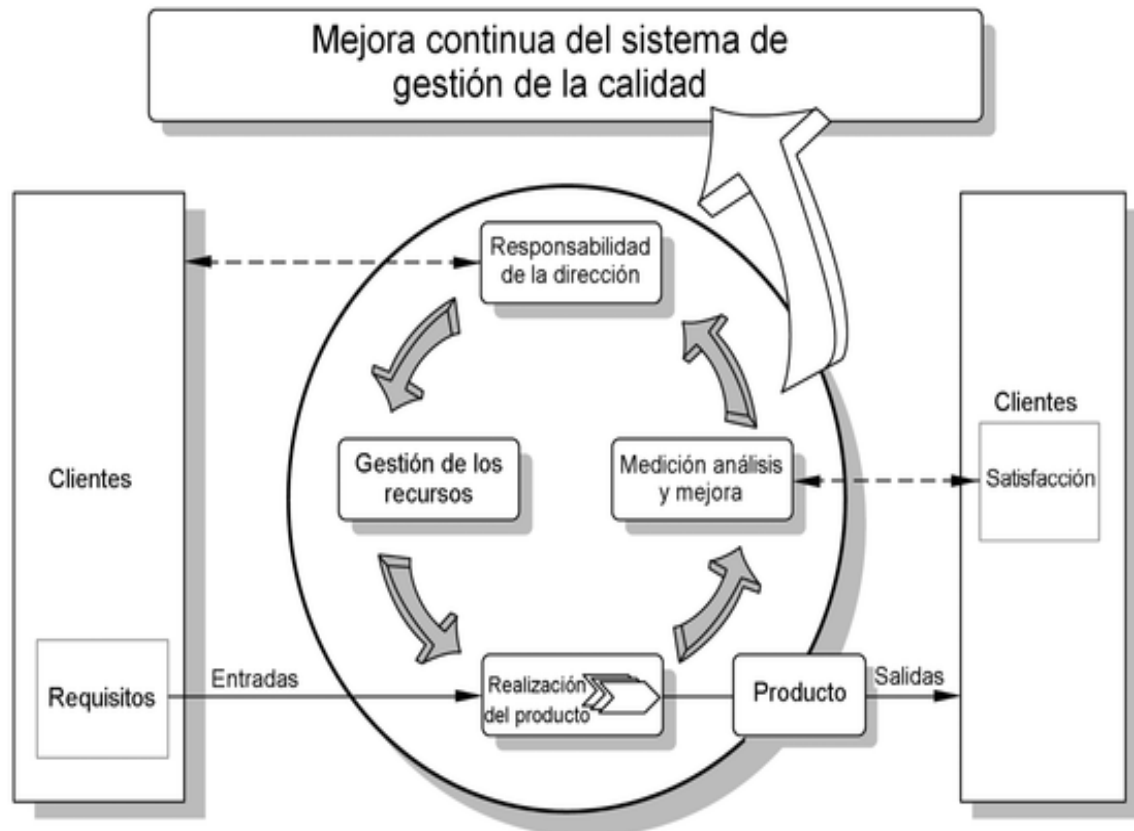 Mejora continua del sistema de
gestión de la calidad
Responsabilidad
de la dirección
Clientes
Gestión de los
recursos
Medición análisis
y mejora
Clientes
Satisfacción
Requisitos
Entradas
Realización
del producto
Producto
Salidas